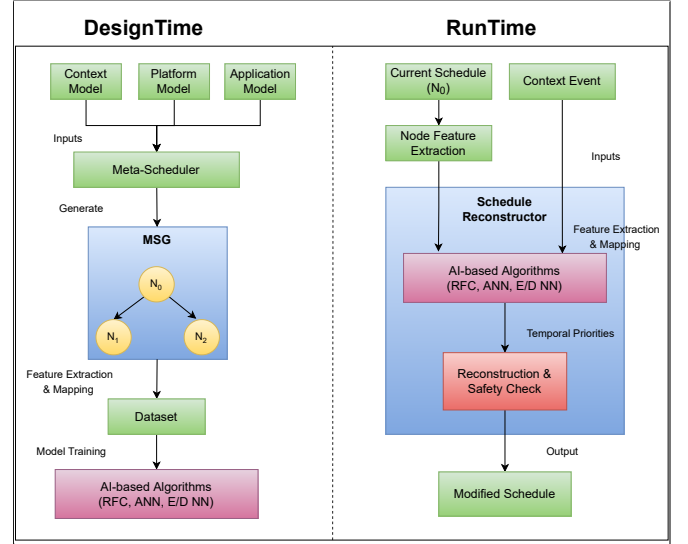 DesignTime
Context
Model
Platform
Model
Application
Model
Inputs
Meta-Scheduler
Generate
MSG
N0
N1
N2
Feature Extraction
& Mapping
Dataset
Model Training
AI-based Algorithms
(RFC, ANN, E/D NN)
RunTime
Current Schedule
(N0)
Context Event
Node Feature
Extraction
Inputs
Schedule
Reconstructor
Feature Extraction
& Mapping
AI-based Algorithms
(RFC, ANN, E/D NN)
Temporal Priorities
Reconstruction &
Safety Check
Output
Modified Schedule